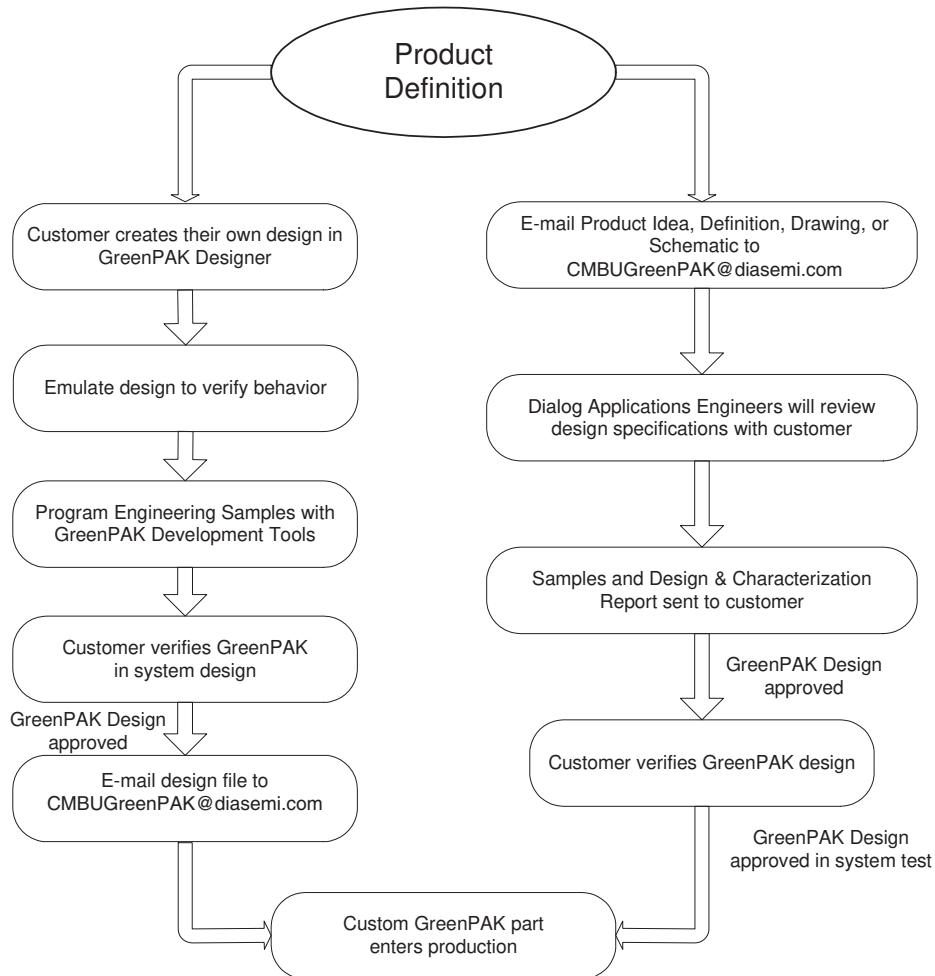 Product
Definition
Customer creates their own design in
GreenPAK Designer
Emulate design to verify behavior
Program Engineering Samples with
GreenPAK Development Tools
Customer verifies GreenPAK
in system design
GreenPAK Design
approved
E-mail design file to
CMBUGreenPAK@diasemi.com
E-mail Product Idea, Definition, Drawing, or
Schematic to
CMBUGreenPAK@diasemi.com
Dialog Applications Engineers will review
design specifications with customer
Samples and Design & Characterization
Report sent to customer
GreenPAK Design
approved
Customer verifies GreenPAK design
GreenPAK Design
approved in system test
Custom GreenPAK part
enters production